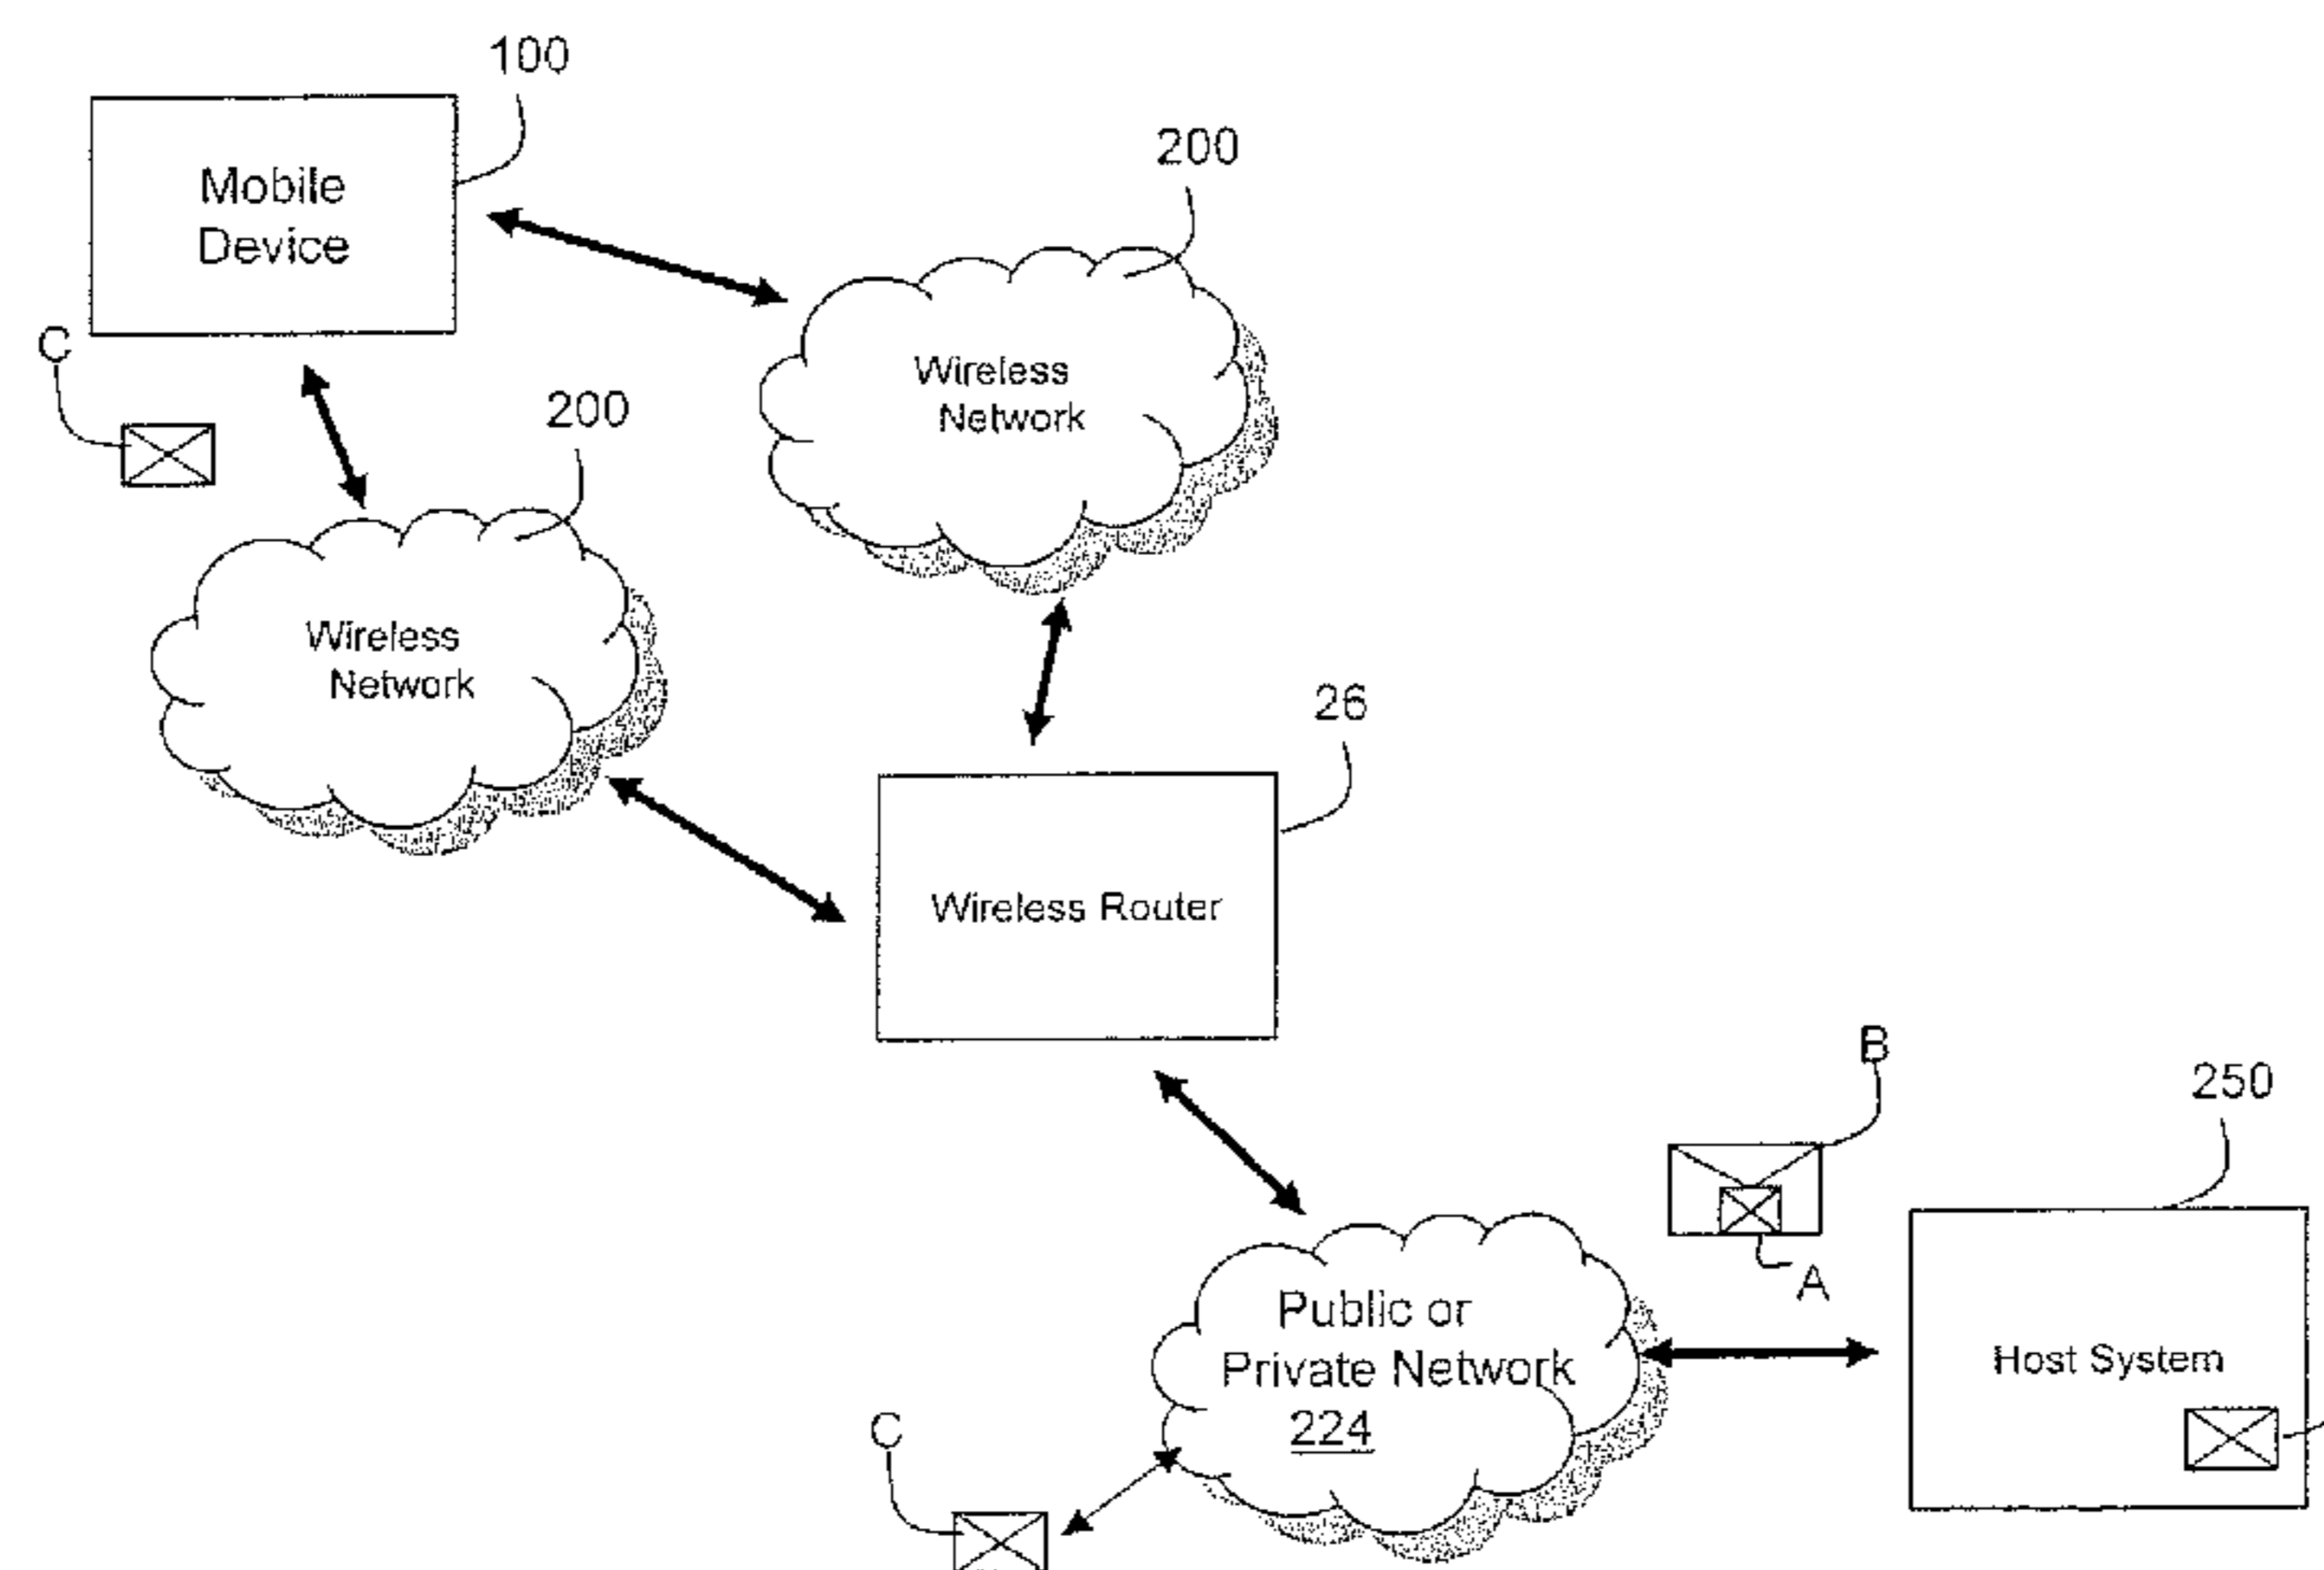 100
Mobile
Device
200
C
Wireless
Network
200
Wireless
Network
26
Wireless Router
B
250
A
Public or
Private Network
224
Host System
C